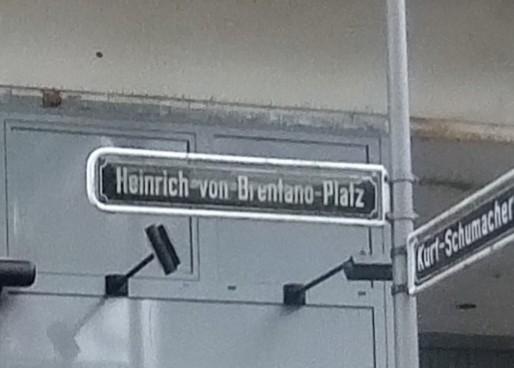 Heinrich-von-Brentano-Platz
Kurt-Schumacher